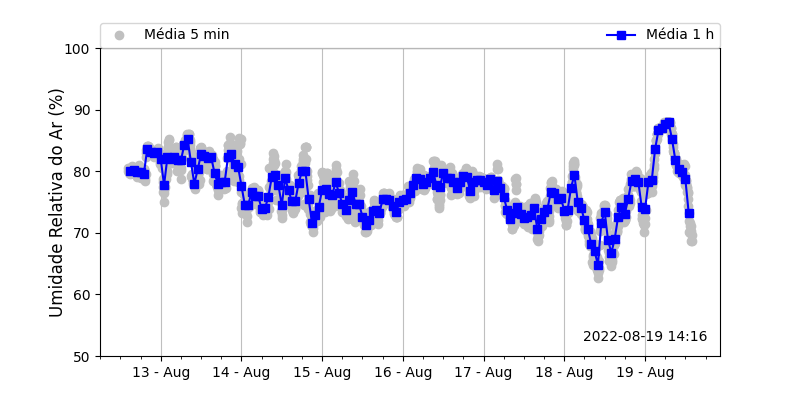 Média 5 min
Média 1 h
Umidade Relativa do Ar (%)
100
90
80
70
60
50
2022-08-19 14:16
13 - Aug
14 - Aug
15 - Aug
16 - Aug
17 - Aug
18 - Aug
19 - Aug